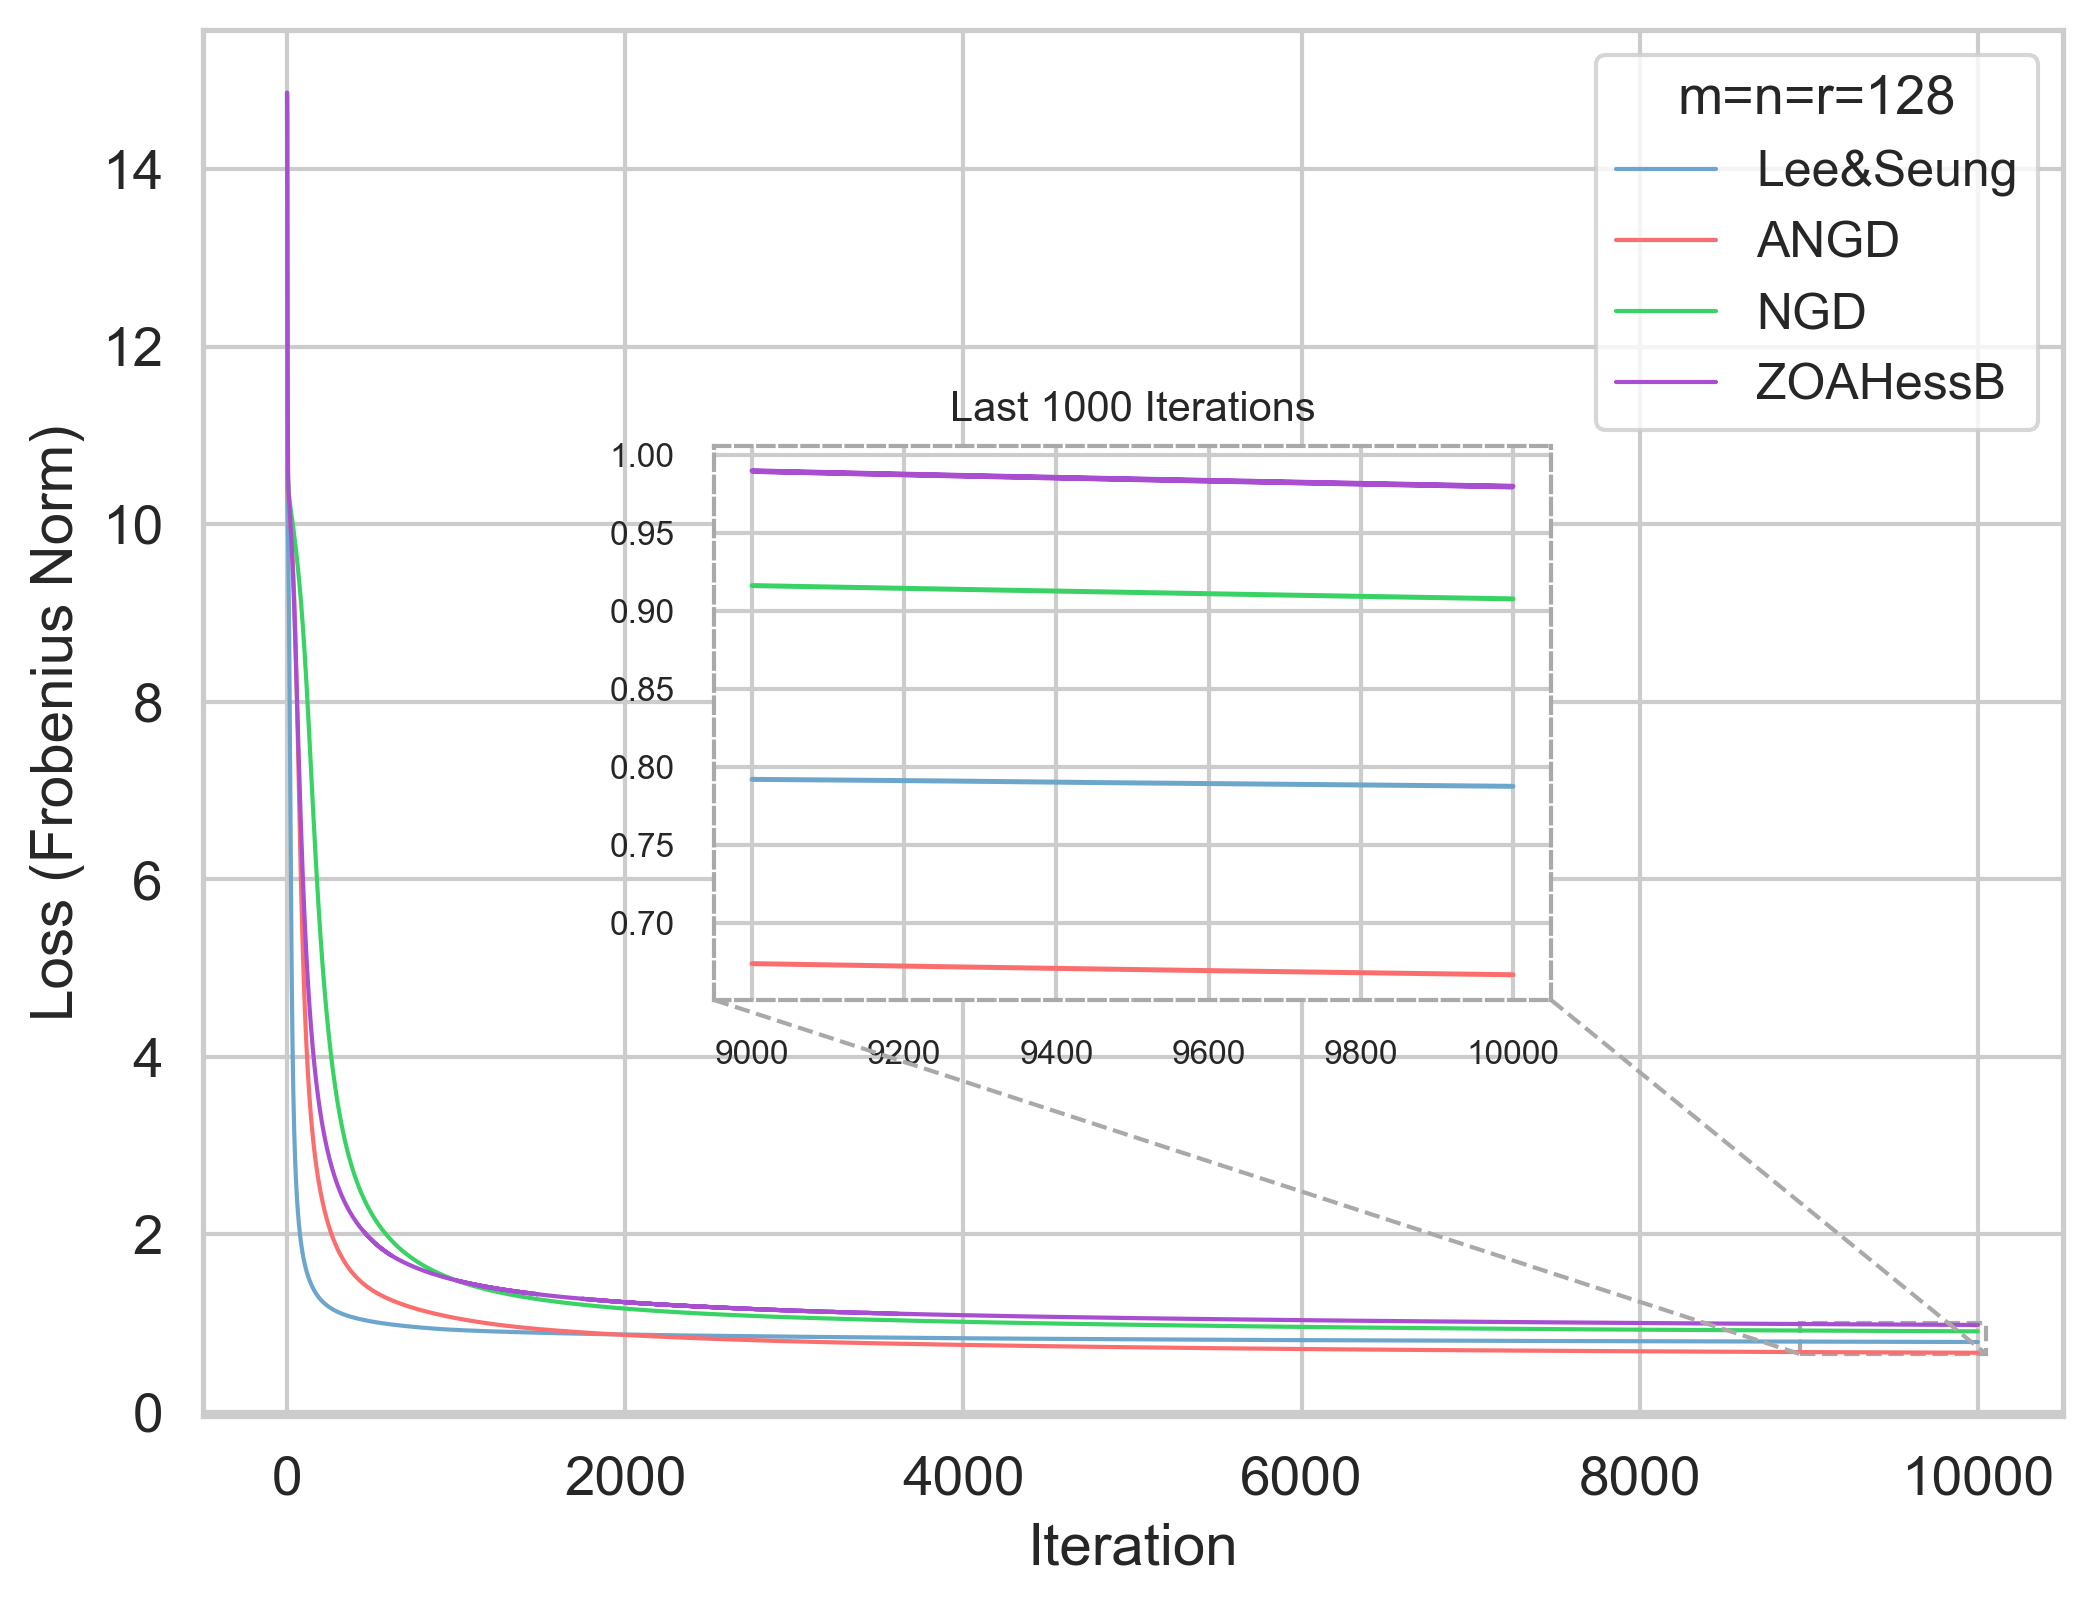 m=n=r=128
Lee&Seung
ANGD
NGD
ZOAHessB
Loss (Frobenius Norm)
14
12
10
8
6
4
2
0
Last 1000 Iterations
1.00
0.95
0.90
0.85
0.80
0.75
0.70
9000 9200 9400 9600 9800 10000
0 2000 4000 6000 8000 10000
Iteration